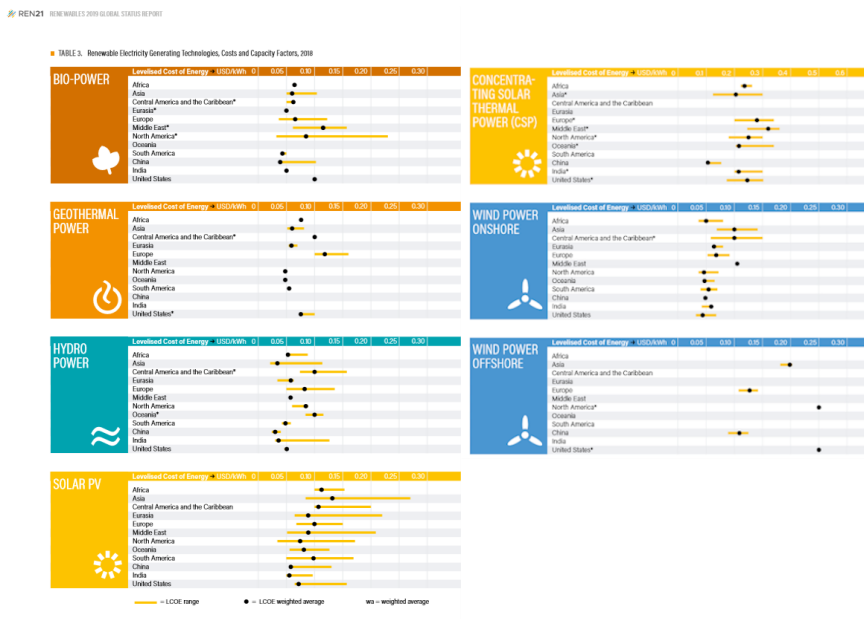 REN21 RENEWABLES 2019 GLOBAL STATUS REPORT
TABLE 3. Renewable Electricity Generating Technologies, Costs and Capacity Factors, 2018
BIO-POWER
Levelised Cost of Energy → USD/kWh 0 0.05 0.10 0.15 0.20 0.25 0.30
Africa
Asia
Central America and the Caribbean*
Eurasia*
Europe
Middle East*
North America*
Oceania
South America
China
India
United States
GEOTHERMAL
POWER
Levelised Cost of Energy → USD/kWh 0 0.05 0.10 0.15 0.20 0.25 0.30
Africa
Asia
Central America and the Caribbean*
Eurasia
Europe
Middle East
North America
Oceania
South America
China
India
United States*
HYDRO
POWER
Levelised Cost of Energy → USD/kWh 0 0.05 0.10 0.15 0.20 0.25 0.30
Africa
Asia
Central America and the Caribbean*
Eurasia
Europe
Middle East
North America
Oceania*
South America
China
India
United States
SOLAR PV
Levelised Cost of Energy → USD/kWh 0 0.05 0.10 0.15 0.20 0.25 0.30
Africa
Asia
Central America and the Caribbean
Eurasia
Europe
Middle East
North America
Oceania
South America
China
India
United States
= LCOE range = LCOE weighted average wa = weighted average
CONCENTRA-
TING SOLAR
THERMAL
POWER (CSP)
Levelised Cost of Energy → USD/kWh 0 0.1 0.2 0.3 0.4 0.5 0.6
Africa
Asia*
Central America and the Caribbean
Eurasia
Europe*
Middle East*
North America*
Oceania*
South America
China
India*
United States*
WIND POWER
ONSHORE
Levelised Cost of Energy → USD/kWh 0 0.05 0.10 0.15 0.20 0.25 0.30
Africa
Asia
Central America and the Caribbean*
Eurasia
Europe
Middle East
North America
Oceania
South America
China
India
United States
WIND POWER
OFFSHORE
Levelised Cost of Energy → USD/kWh 0 0.05 0.10 0.15 0.20 0.25 0.30
Africa
Asia
Central America and the Caribbean
Eurasia
Europe
Middle East
North America*
Oceania
South America
China
India
United States*